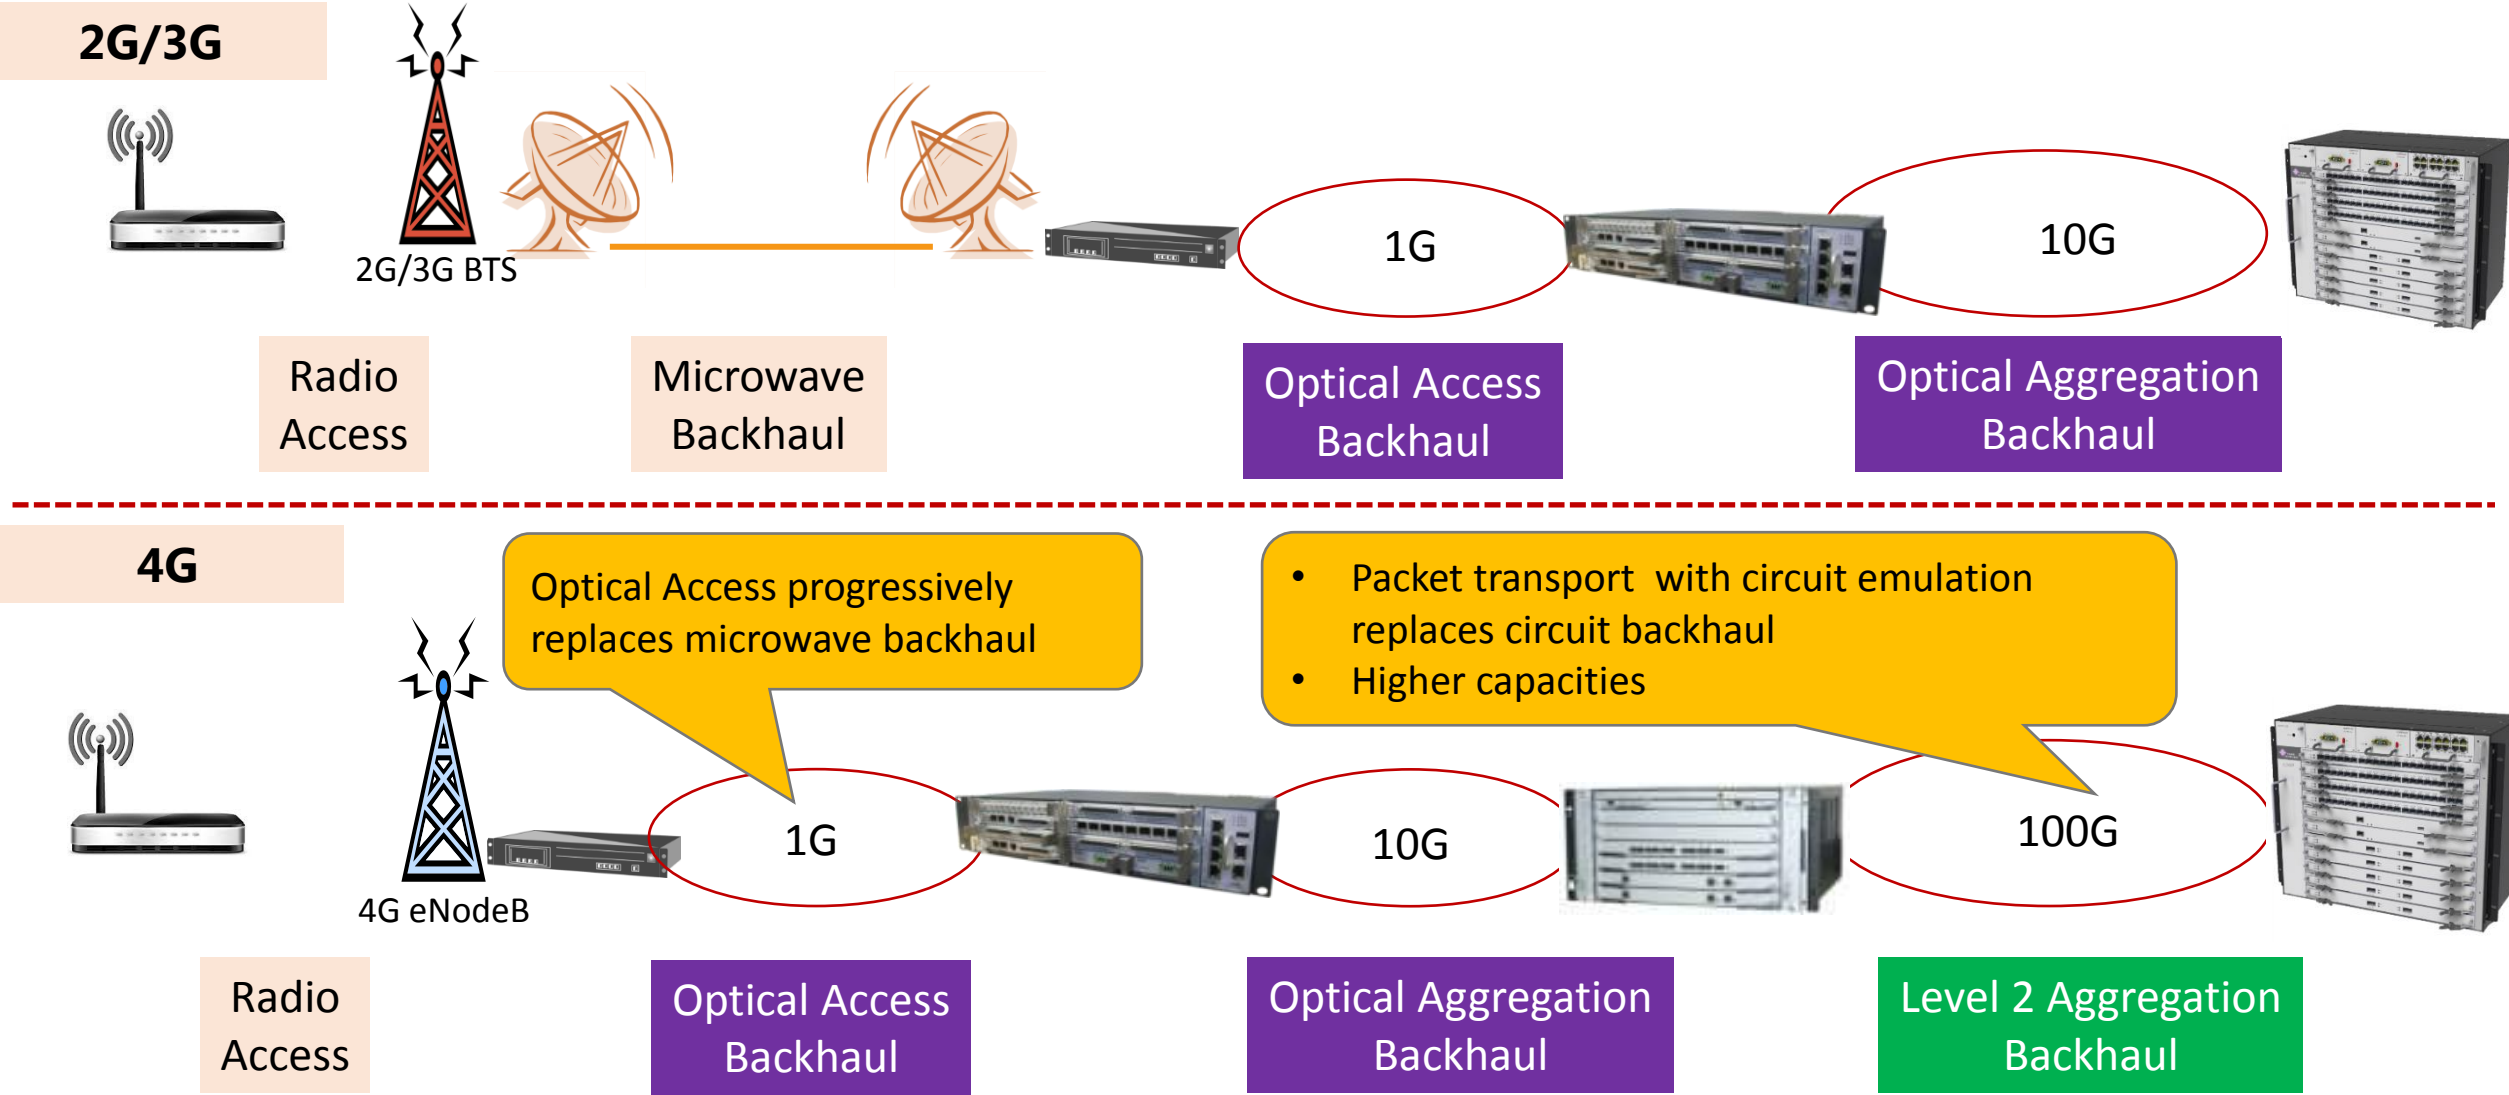 2G/3G
2G/3G BTS
1G
10G
Radio
Access
Microwave
Backhaul
Optical Access
Backhaul
Optical Aggregation
Backhaul
4G
Optical Access progressively
replaces microwave backhaul
• Packet transport with circuit emulation
replaces circuit backhaul
• Higher capacities
4G eNodeB
1G
10G
100G
Radio
Access
Optical Access
Backhaul
Optical Aggregation
Backhaul
Level 2 Aggregation
Backhaul